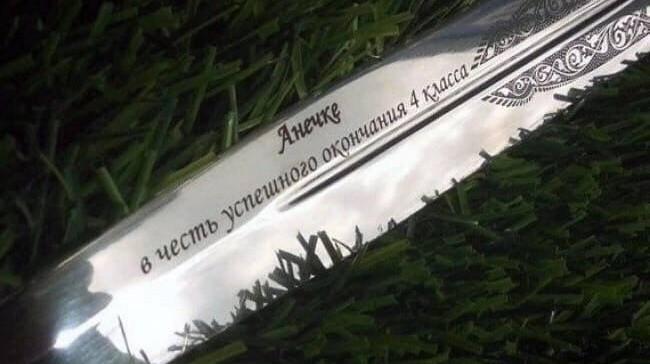 Анечке
в честь успешного окончания 4 класса